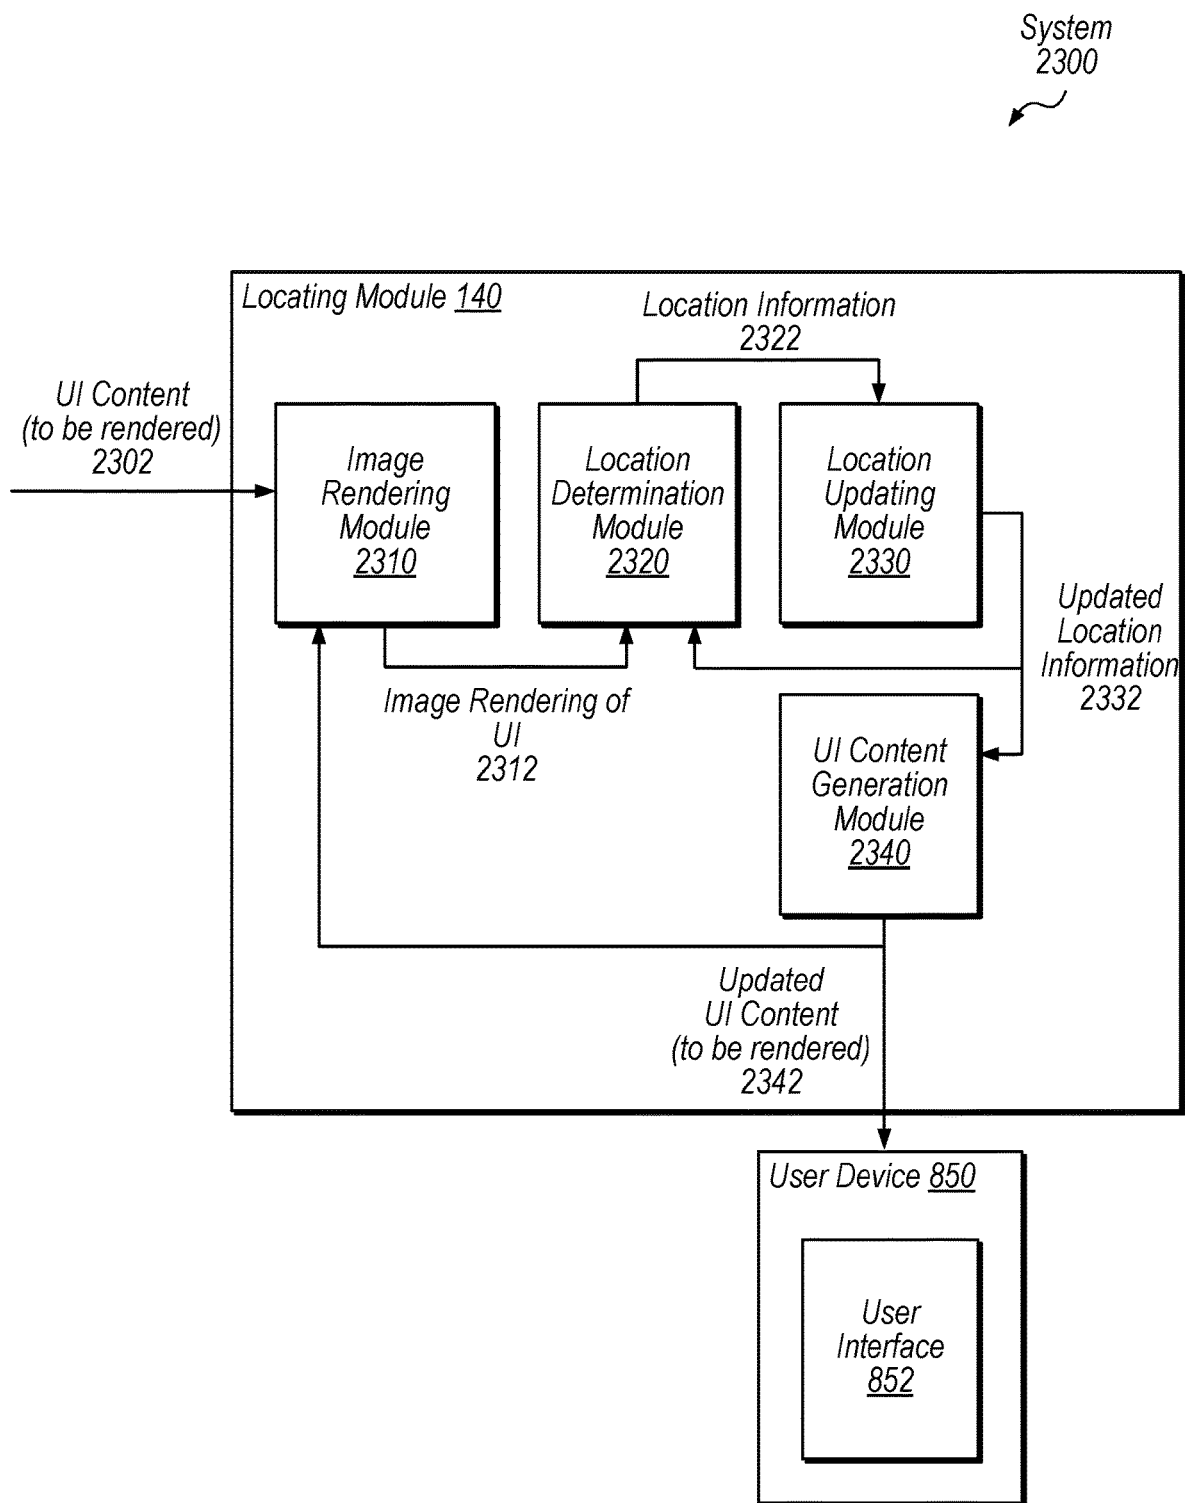 System
2300
Locating Module 140
Location Information
2322
UI Content
(to be rendered)
2302
Image
Rendering
Module
2310
Location
Determination
Module
2320
Location
Updating
Module
2330
Updated
Location
Information
2332
Image Rendering of
UI
2312
UI Content
Generation
Module
2340
Updated
UI Content
(to be rendered)
2342
User Device 850
User
Interface
852